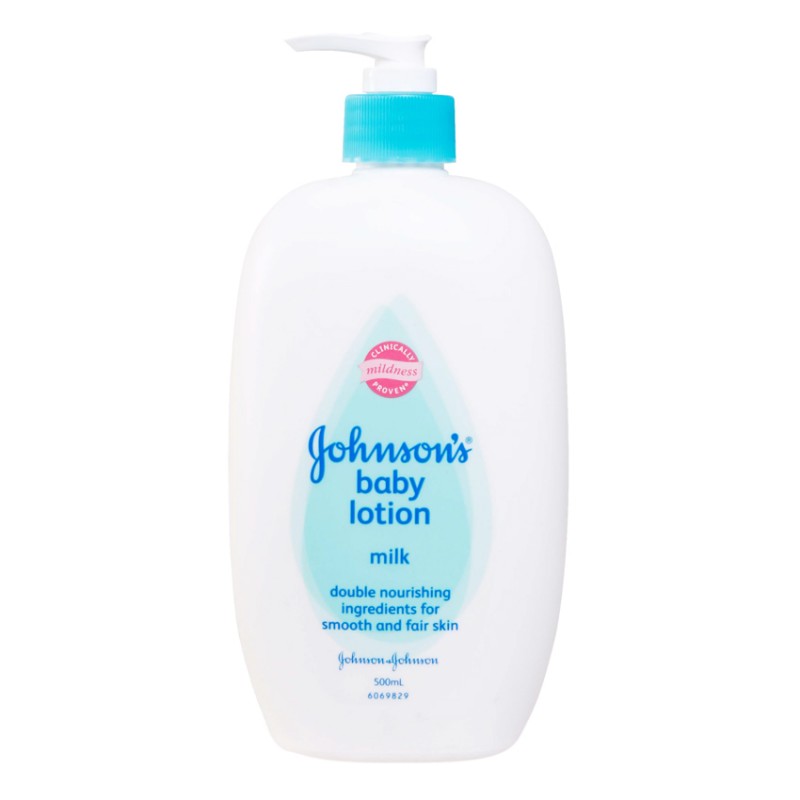 CLINICALLY
mildness
PROVEN®
Johnson's®
baby
lotion
milk
double nourishing
ingredients for
smooth and fair skin
Johnson & Johnson
500mL
6069829